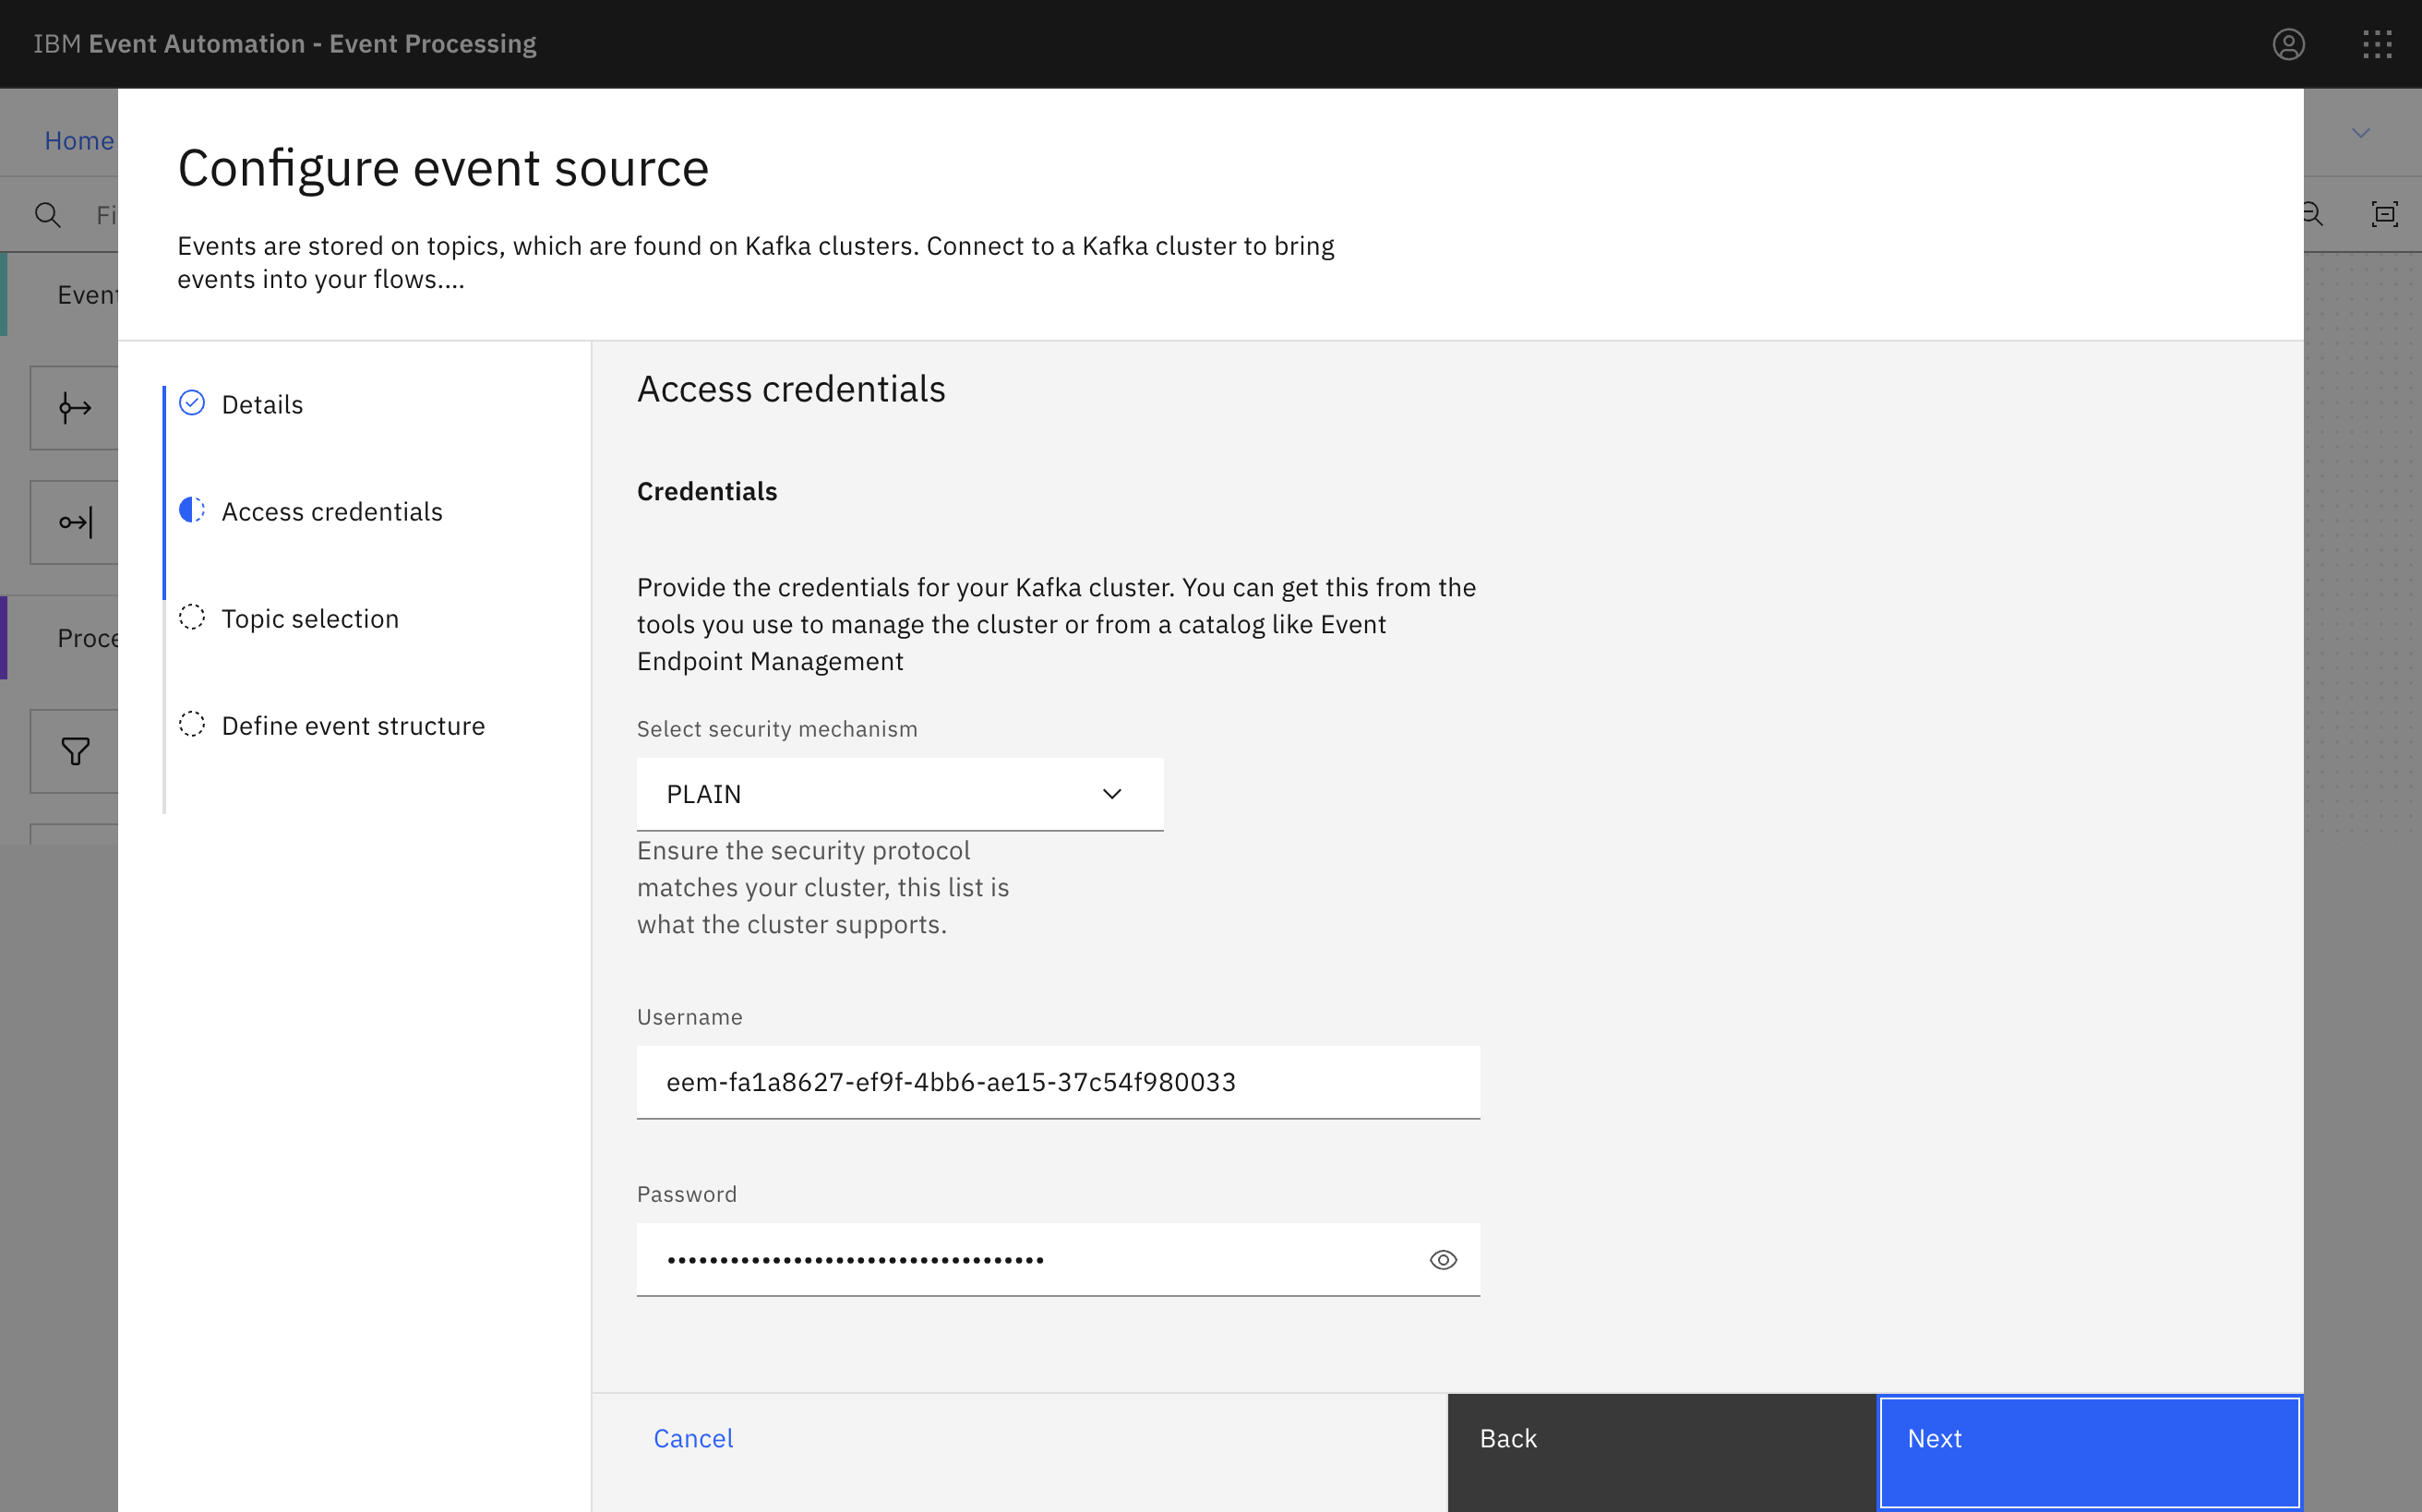 IBM Event Automation - Event Processing
Home
Configure event source
Events are stored on topics, which are found on Kafka clusters. Connect to a Kafka cluster to bring
events into your flows....
Fi
Event
Proce
Details
Access credentials
Topic selection
Define event structure
Access credentials
Credentials
Provide the credentials for your Kafka cluster. You can get this from the
tools you use to manage the cluster or from a catalog like Event
Endpoint Management
Select security mechanism
PLAIN
Ensure the security protocol
matches your cluster, this list is
what the cluster supports.
Username
eem-fa1a8627-ef9f-4bb6-ae15-37c54f980033
Password
••••••••••••••••••••••••••••••••••••
Cancel
Back
Next